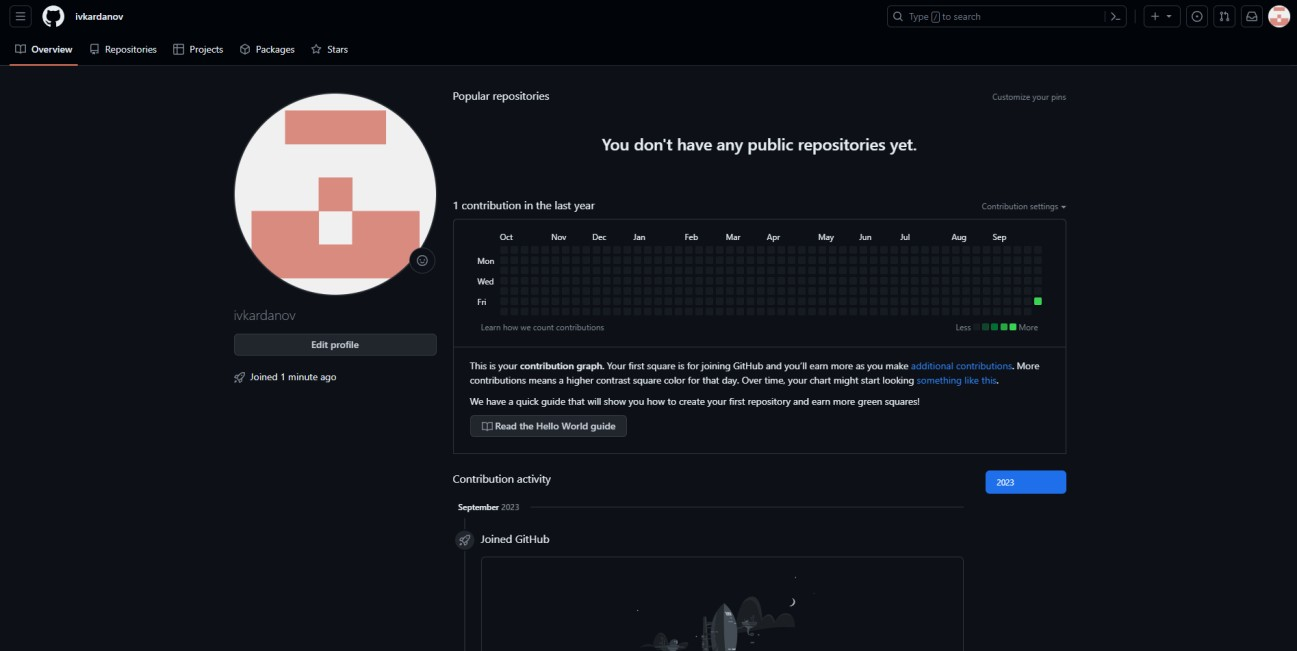 ivkardanov
Type / to search
Overview
Repositories
Projects
Packages
Stars
Popular repositories
Customize your pins
You don't have any public repositories yet.
1 contribution in the last year
Contribution settings
Oct Nov Dec Jan Feb Mar Apr May Jun Jul Aug Sep
Mon
Wed
Fri
Learn how we count contributions
Less More
ivkardanov
Edit profile
Joined 1 minute ago
This is your contribution graph. Your first square is for joining GitHub and you'll earn more as you make additional contributions. More
contributions means a higher contrast square color for that day. Over time, your chart might start looking something like this.
We have a quick guide that will show you how to create your first repository and earn more green squares!
Read the Hello World guide
Contribution activity
2023
September 2023
Joined GitHub